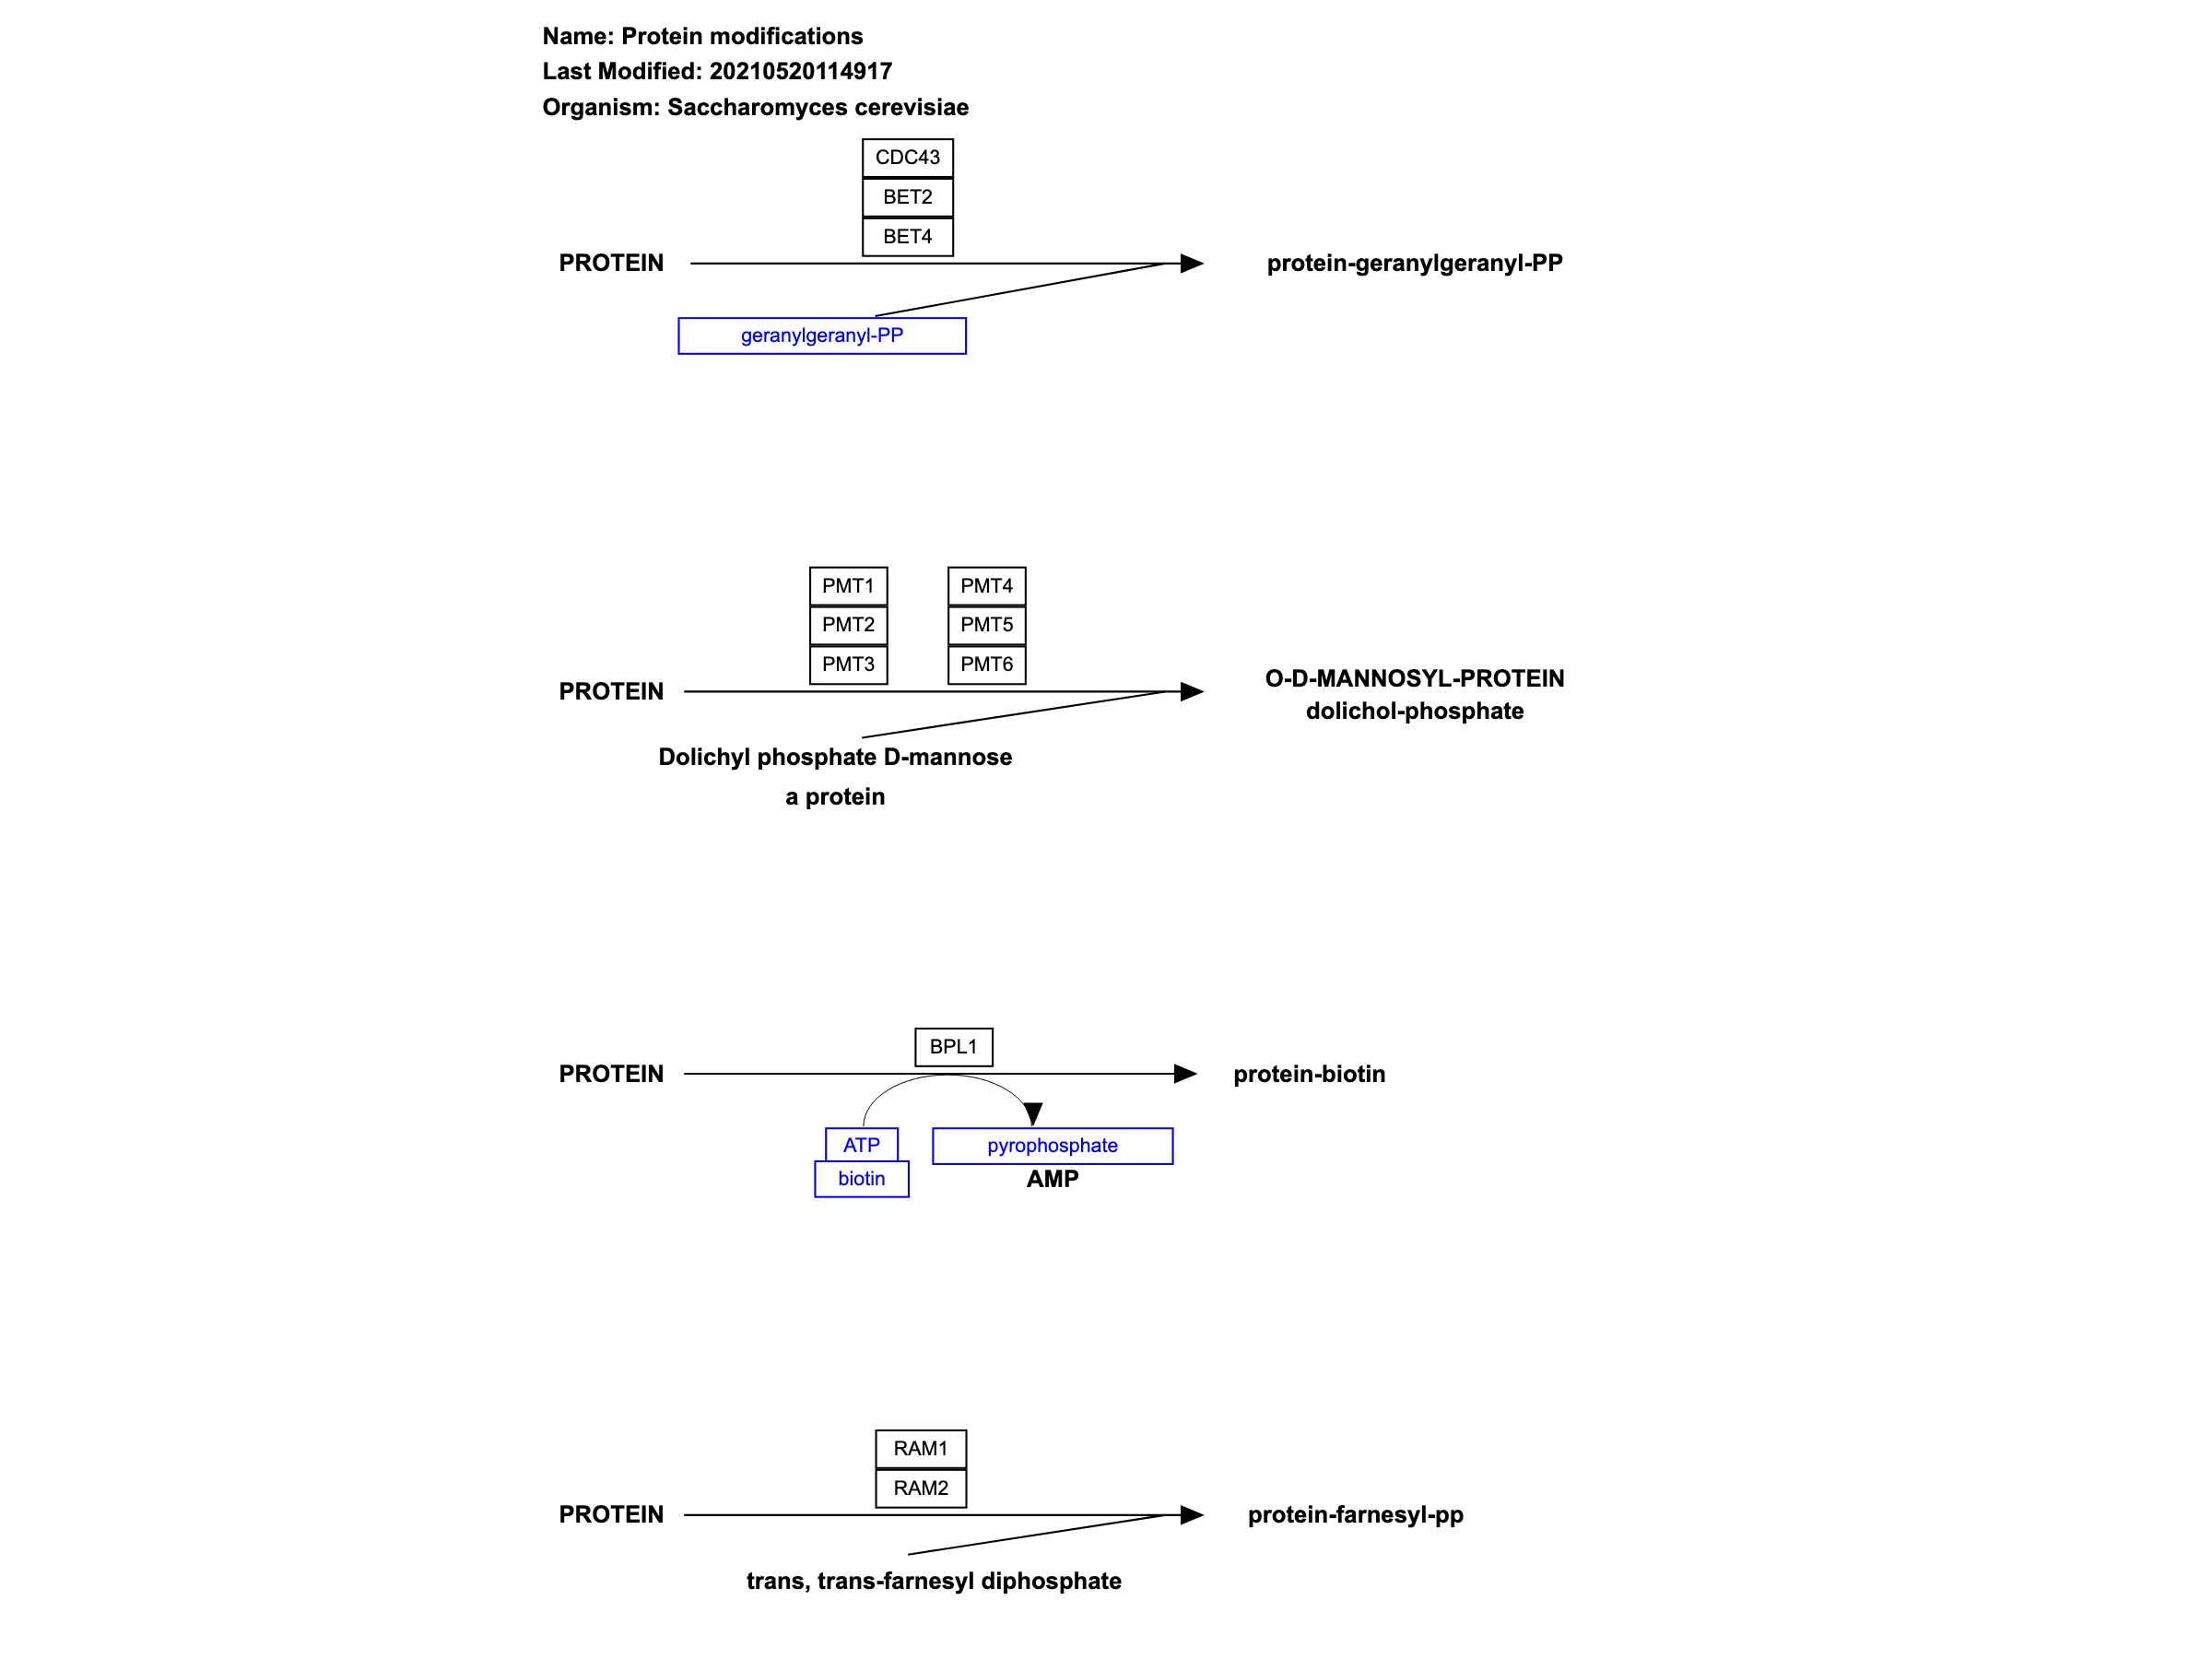 Name: Protein modifications
Last Modified: 20210520114917
Organism: Saccharomyces cerevisiae
CDC43
BET2
BET4
PROTEIN
protein-geranylgeranyl-PP
geranylgeranyl-PP
PMT1
PMT4
PMT2
PMT5
PMT3
PMT6
PROTEIN
O-D-MANNOSYL-PROTEIN
dolichol-phosphate
Dolichyl phosphate D-mannose
a protein
BPL1
PROTEIN
protein-biotin
ATP
pyrophosphate
biotin
AMP
RAM1
RAM2
PROTEIN
protein-farnesyl-pp
trans, trans-farnesyl diphosphate